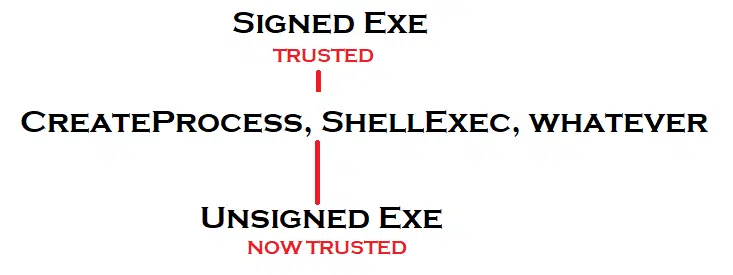 Signed Exe
TRUSTED
CreateProcess, ShellExec, whatever
Unsigned Exe
NOW TRUSTED